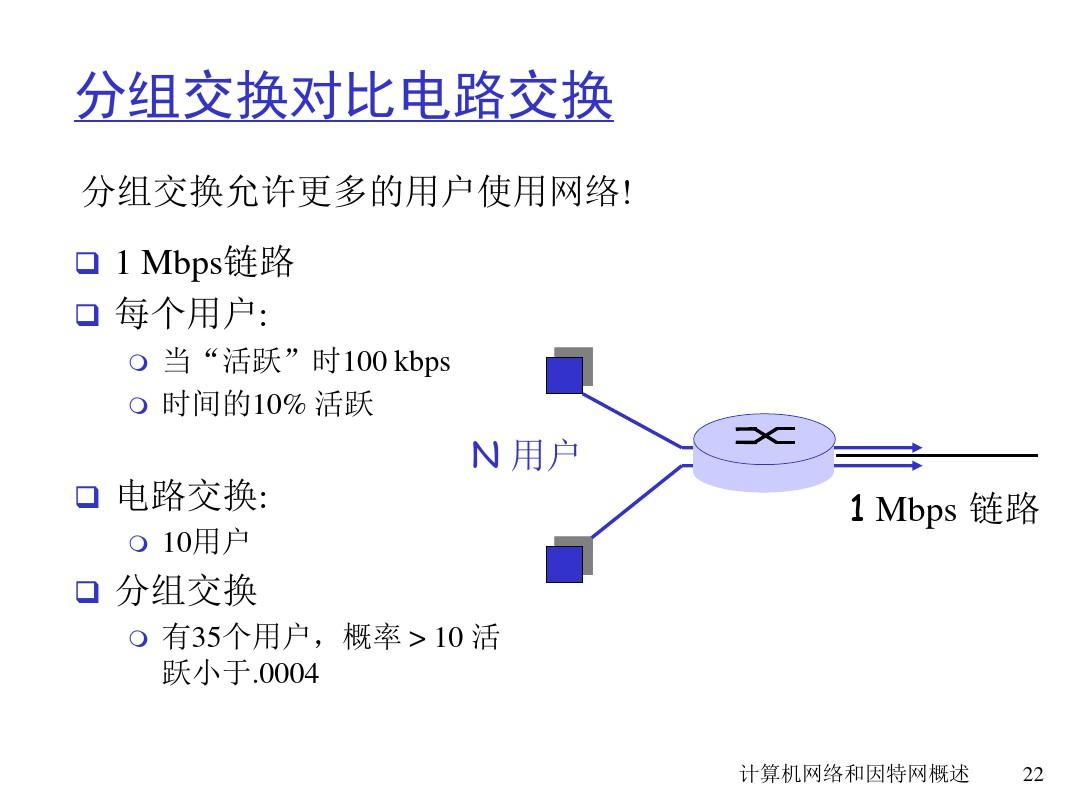 分组交换对比电路交换
分组交换允许更多的用户使用网络!
1 Mbps链路
每个用户:
当“活跃”时100 kbps
时间的10% 活跃
N 用户
电路交换:
10用户
分组交换
有35个用户，概率 > 10 活
跃小于.0004
1 Mbps 链路
计算机网络和因特网概述 22